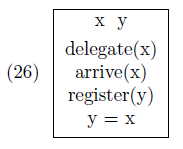 x y
delegate(x)
(26) arrive(x)
register(y)
y = x